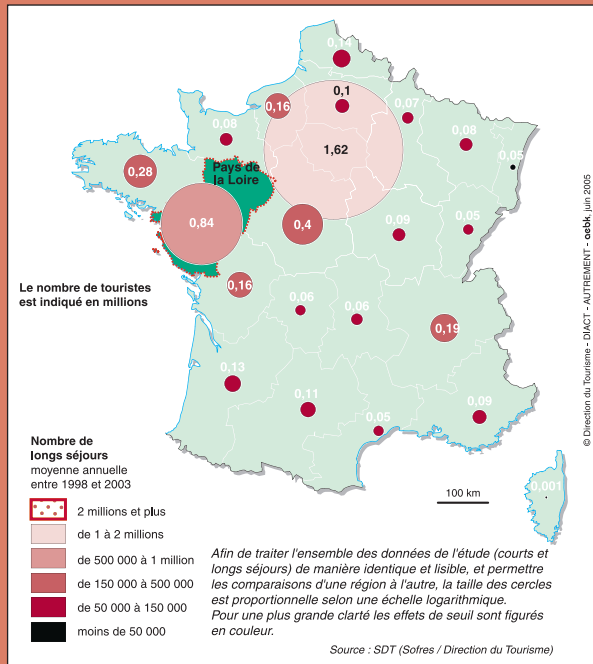 0,14
0,1
0,16
0,07
0,08
0,08
0,05
1,62
Pays de
la Loire
0,28
0,84
0,4
0,09
0,05
0,16
Le nombre de touristes
est indiqué en millions
0,06
0,06
0,19
0,13
0,11
0,05
0,09
0,001
100 km
Nombre de
longs séjours
moyenne annuelle
entre 1998 et 2003
2 millions et plus
de 1 à 2 millions
de 500 000 à 1 million
de 150 000 à 500000
de 50 000 à 150 000
moins de 50 000
Afin de traiter l'ensemble des données de l'étude (courts et
longs séjours) de manière identique et lisible, et permettre
les comparaisons d'une région à l'autre, la taille des cercles
est proportionnelle selon une échelle logarithmique.
Pour une plus grande clarté les effets de seuil sont figurés
en couleur.
Source : SDT (Sofres / Direction du Tourisme)
© Direction du Tourisme - DIACT - AUTREMENT - oebk, juin 2005